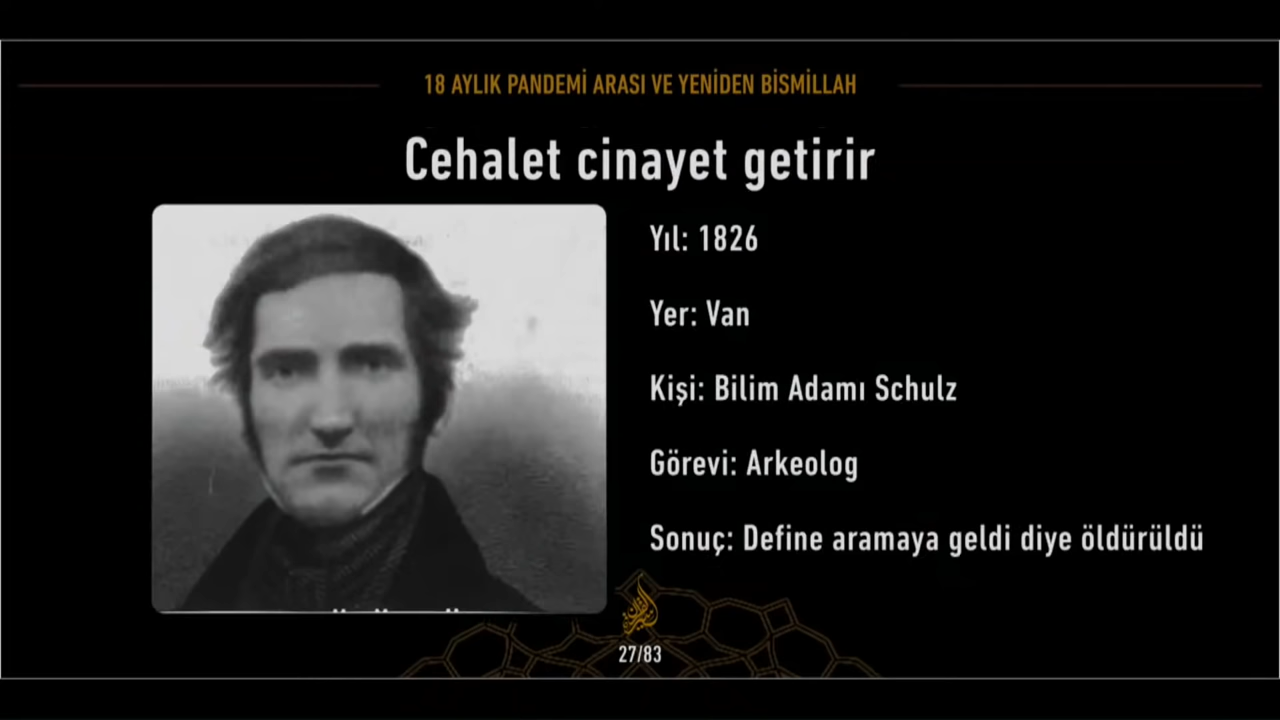 18 AYLIK PANDEMİ ARASI VE YENİDEN BİSMİLLAH
Cehalet cinayet getirir
Yıl: 1826
Yer: Van
Kişi: Bilim Adamı Schulz
Görevi: Arkeolog
Sonuç: Define aramaya geldi diye öldürüldü
27/83